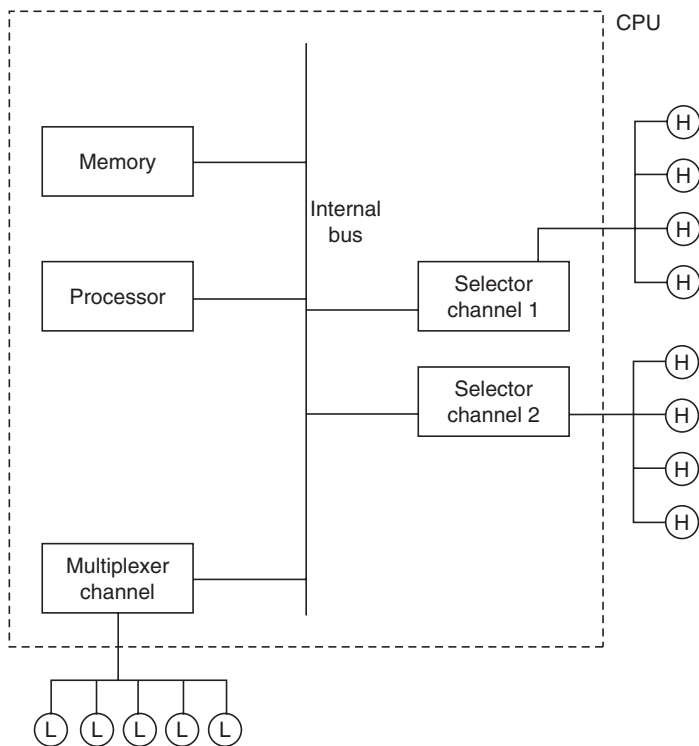 CPU
H
Memory
H
Internal
bus
H
Processor
Selector
channel 1
H
H
Selector
channel 2
H
H
H
Multiplexer
channel
L
L
L
L
L